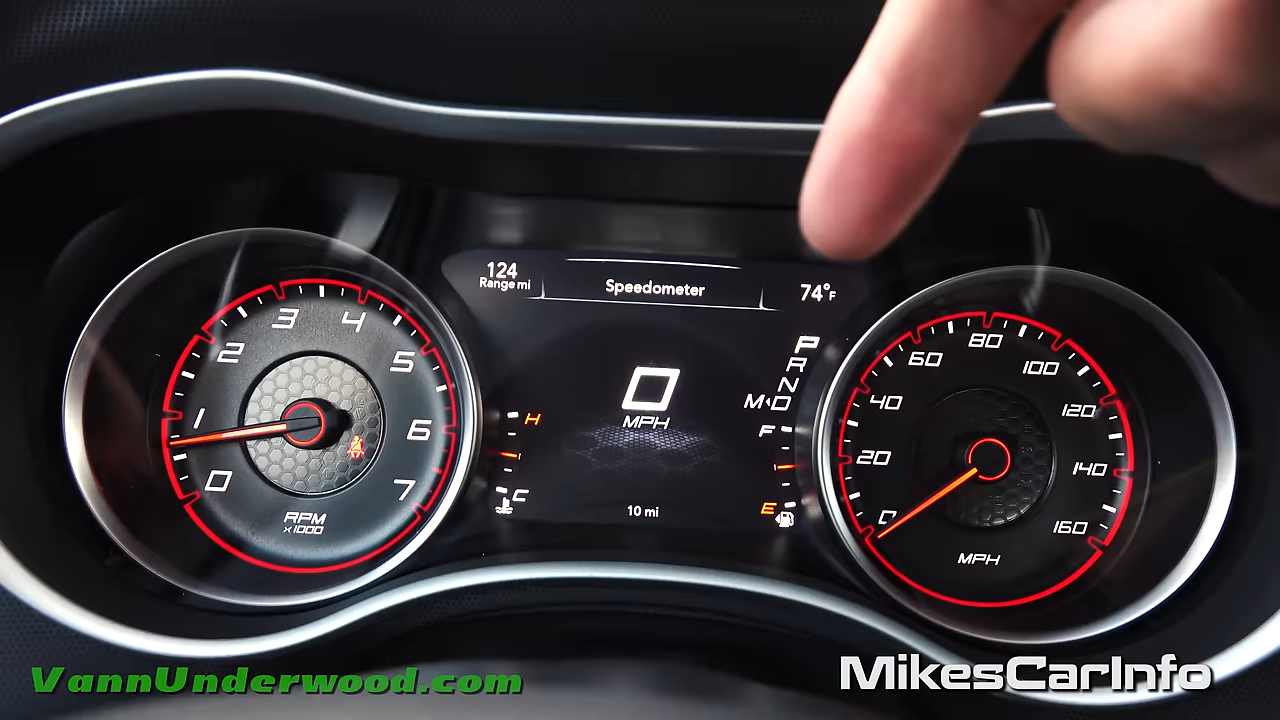 124
Range mi
Speedometer
74°F
0
1
2
3
4
5
6
7
RPM
x1000
P
R
N
M◂D
0
MPH
H
C
F
E
10 mi
20
40
60
80
100
120
140
160
MPH
VannUnderwood.com
MikesCarInfo